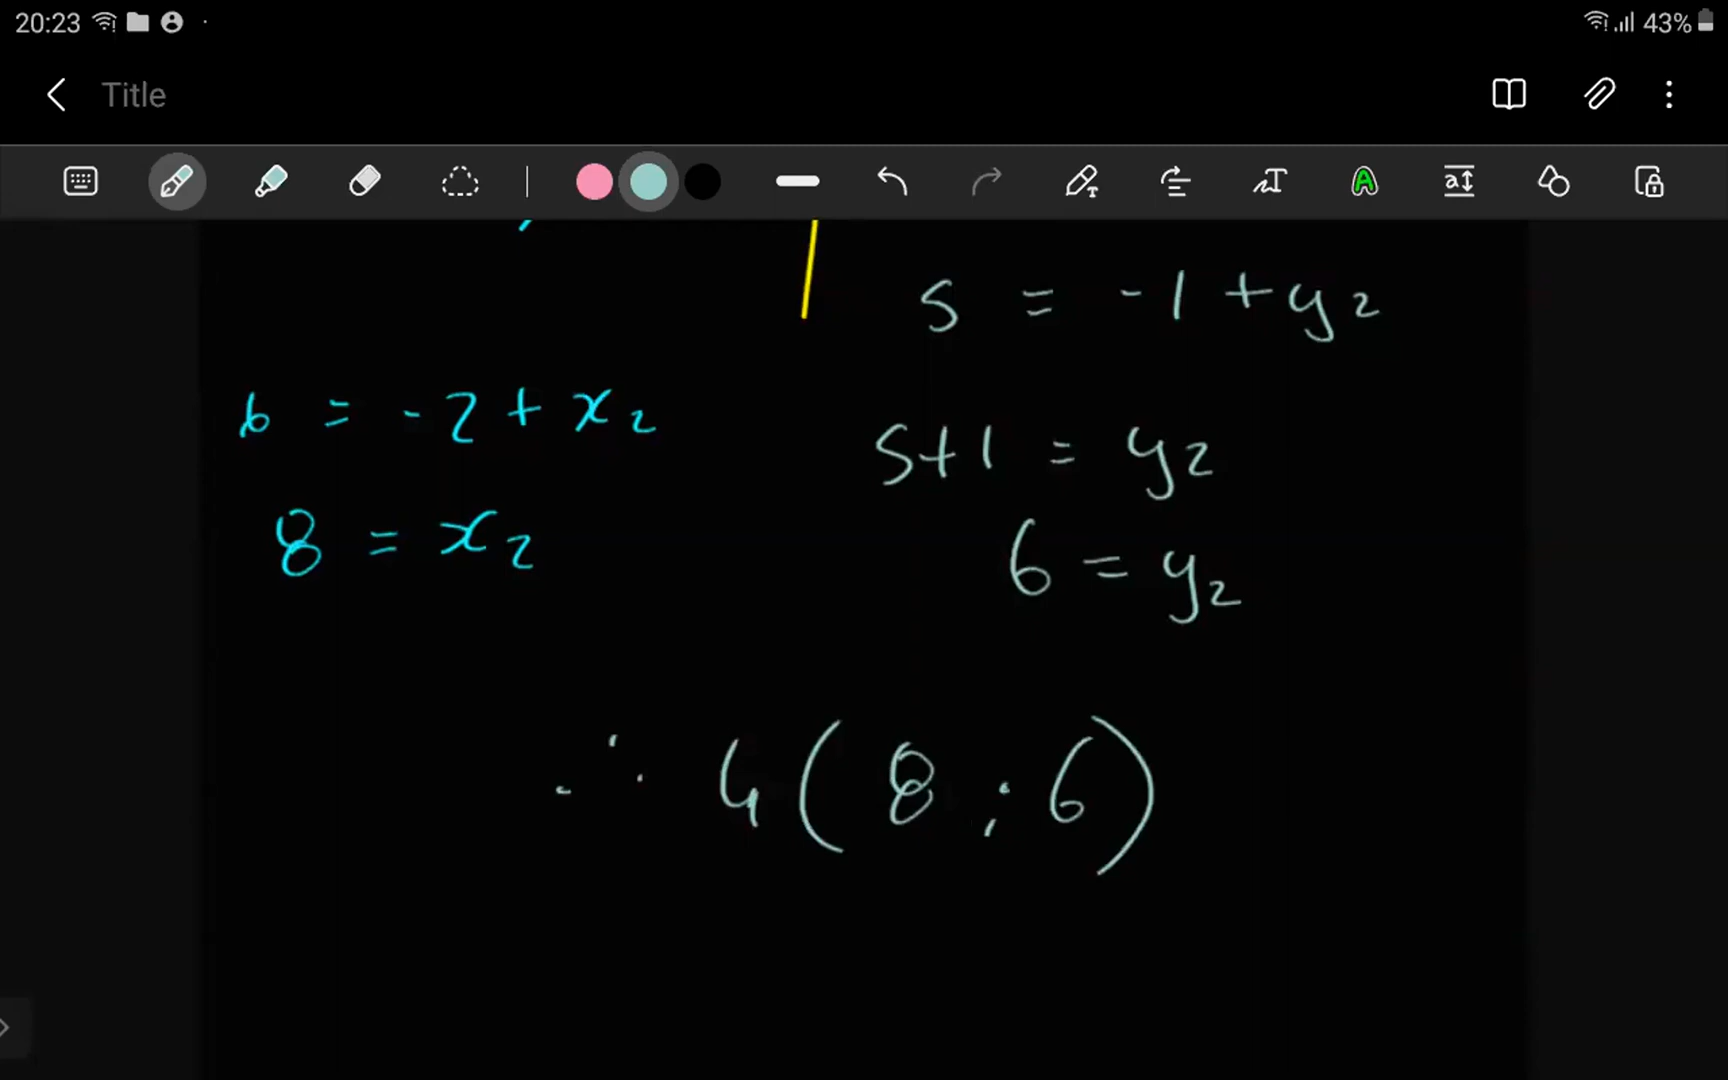 20:23
43%
Title
5 = -1 + y₂
6 = -2 + x₂
5+1 = y₂
8 = x₂
6 = y₂
∴ G ( 8 ; 6 )